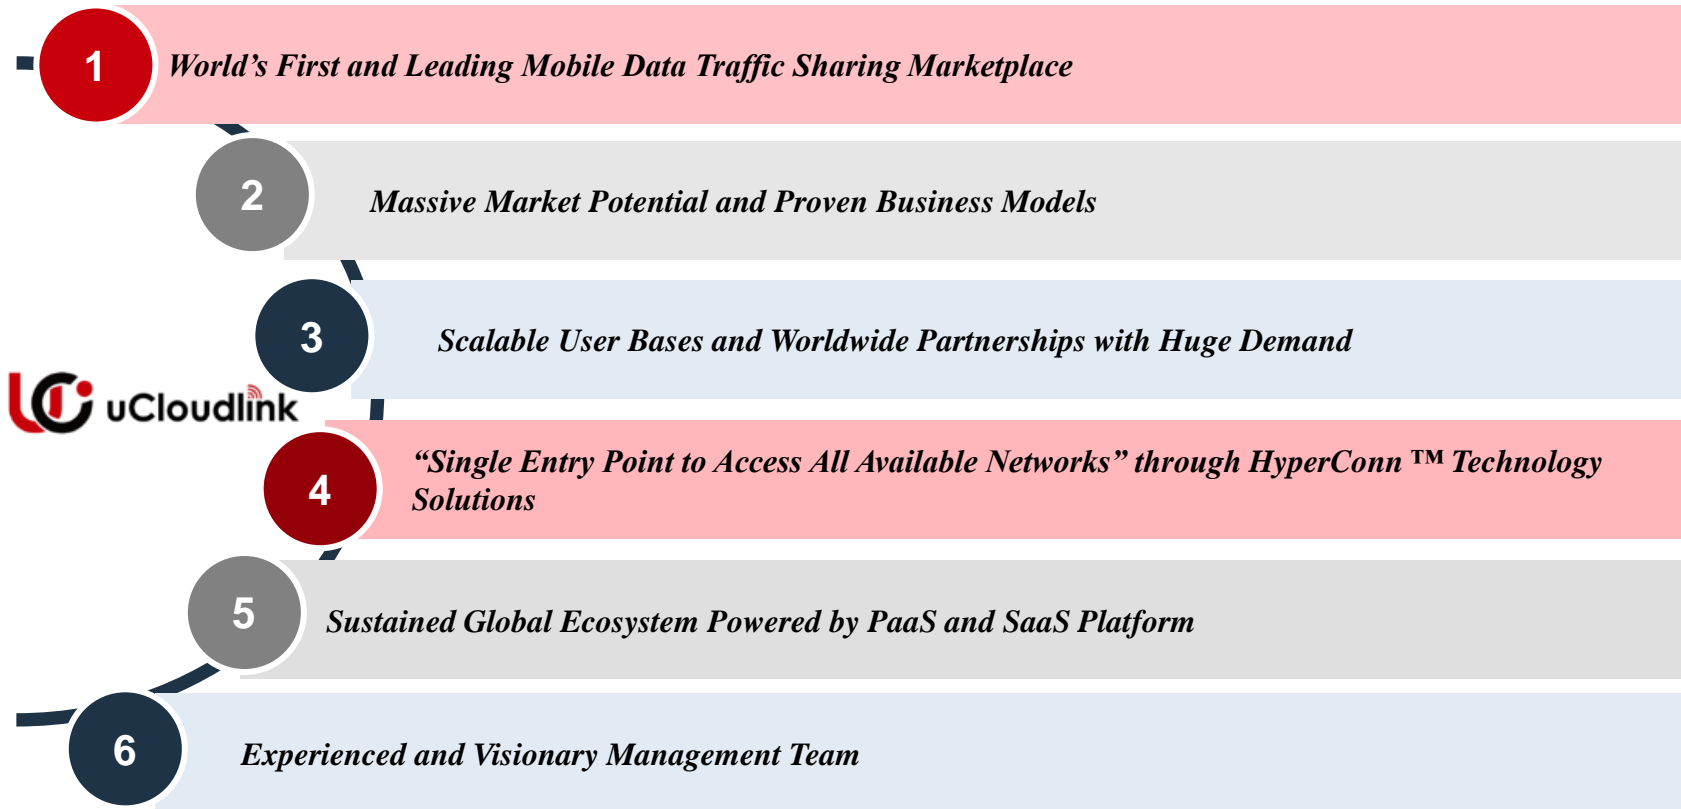 1
World’s First and Leading Mobile Data Traffic Sharing Marketplace
2
Massive Market Potential and Proven Business Models
3
Scalable User Bases and Worldwide Partnerships with Huge Demand
uCloudlink
4
“Single Entry Point to Access All Available Networks” through HyperConn ™ Technology
Solutions
5
Sustained Global Ecosystem Powered by PaaS and SaaS Platform
6
Experienced and Visionary Management Team